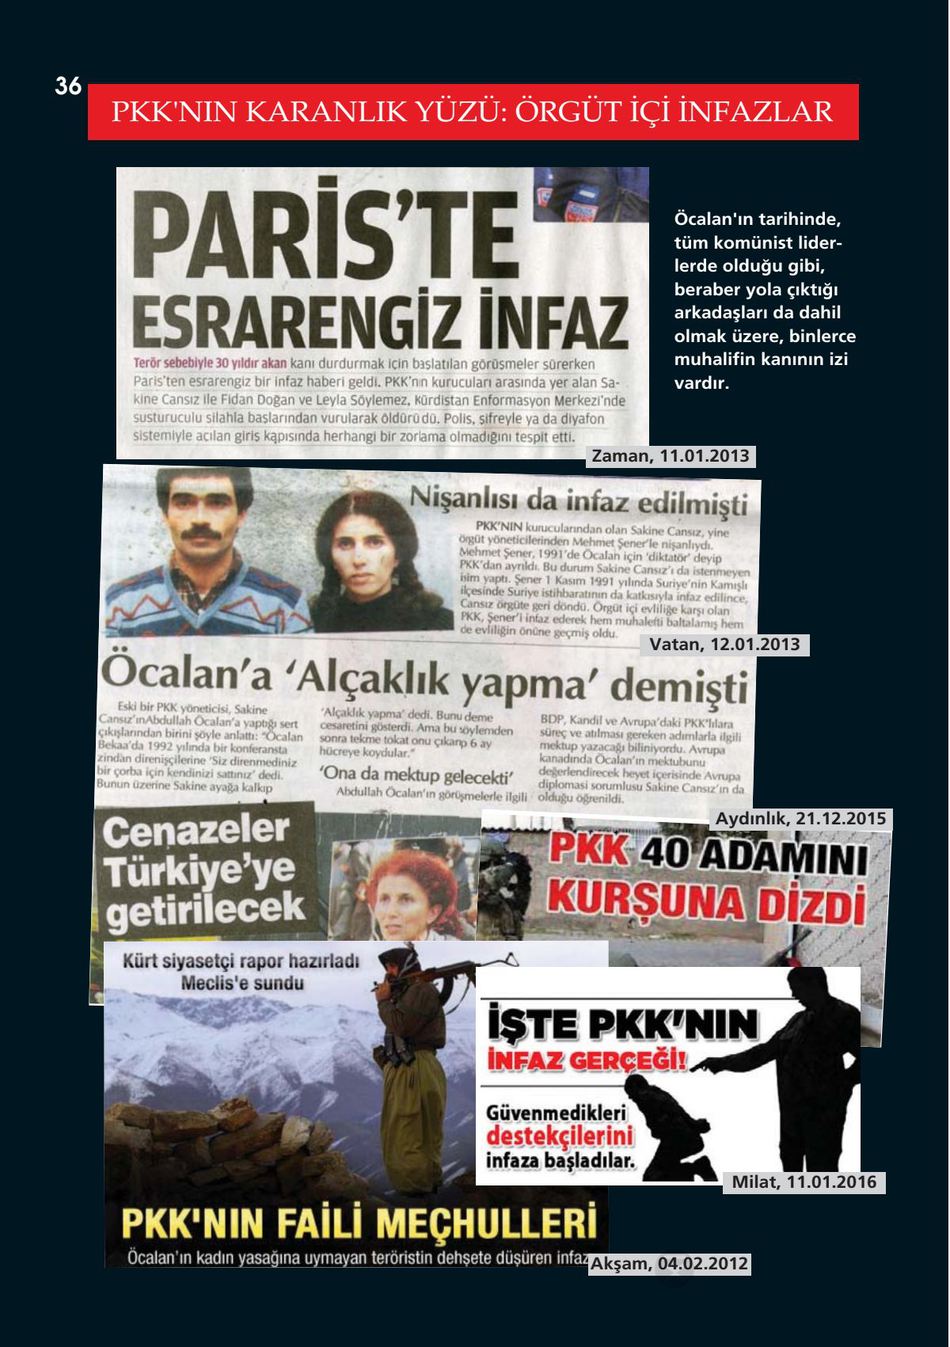 36
PKK'NIN KARANLIK YÜZÜ: ÖRGÜT İÇİ İNFAZLAR
PARİS'TE
ESRARENGİZ İNFAZ
Terör sebebiyle 30 yıldır akan kanı durdurmak için başlatılan görüşmeler sürerken
Paris'ten esrarengiz bir infaz haberi geldi. PKK'nın kurucuları arasında yer alan Sa-
kine Cansız ile Fidan Doğan ve Leyla Söylemez, Kürdistan Enformasyon Merkezi'nde
susturuculu silahla başlarından vurularak öldürüldü. Polis, şifreyle ya da diyafon
sistemiyle açılan giriş kapısında herhangi bir zorlama olmadığını tespit etti.
Öcalan'ın tarihinde,
tüm komünist lider-
lerde olduğu gibi,
beraber yola çıktığı
arkadaşları da dahil
olmak üzere, binlerce
muhalifin kanının izi
vardır.
Zaman, 11.01.2013
Nişanlısı da infaz edilmişti
PKK'NIN kurucularından olan Sakine Cansız, yine
örgüt yöneticilerinden Mehmet Şener'le nişanlıydı.
Mehmet Şener, 1991'de Öcalan için 'diktatör' deyip
PKK'dan ayrıldı. Bu durum Sakine Cansız'ı da istenmeyen
isim yaptı. Şener 1 Kasım 1991 yılında Suriye'nin Kamışlı
ilçesinde Suriye istihbaratının da katkısıyla infaz edilince,
Cansız örgüte geri döndü. Örgüt içi evliliğe karşı olan
PKK, Şener'i infaz ederek hem muhalefti baltalamış hem
de evliliğin önüne geçmiş oldu.
Vatan, 12.01.2013
Öcalan'a 'Alçaklık yapma' demişti
Eski bir PKK yöneticisi, Sakine
Cansız'ınAbdullah Öcalan'a yaptığı sert
çıkışlarından birini şöyle anlattı: "Öcalan
Bekaa'da 1992 yılında bir konferansta
zindan direnişçilerine 'Siz direnmediniz
bir çorba için kendinizi sattınız' dedi.
Bunun üzerine Sakine ayağa kalkıp
'Alçaklık yapma' dedi. Bunu deme
cesaretini gösterdi. Ama bu söylemden
sonra tekme tokat onu çıkarıp 6 ay
hücreye koydular."
'Ona da mektup gelecekti'
Abdullah Öcalan'ın görüşmelerle ilgili
BDP, Kandil ve Avrupa'daki PKK'lılara
süreç ve atılması gereken adımlarla ilgili
mektup yazacağı biliniyordu. Avrupa
kanadında Öcalan'ın mektubunu
değerlendirecek heyet içerisinde Avrupa
diplomasi sorumlusu Sakine Cansız'ın da
olduğu öğrenildi.
Aydınlık, 21.12.2015
Cenazeler
Türkiye'ye
getirilecek
PKK 40 ADAMINI
KURŞUNA DİZDİ
Kürt siyasetçi rapor hazırladı
Meclis'e sundu
İŞTE PKK'NIN
İNFAZ GERÇEĞİ!
Güvenmedikleri
destekçilerini
infaza başladılar.
Milat, 11.01.2016
PKK'NIN FAİLİ MEÇHULLERİ
Öcalan'ın kadın yasağına uymayan teröristin dehşete düşüren infaz
Akşam, 04.02.2012